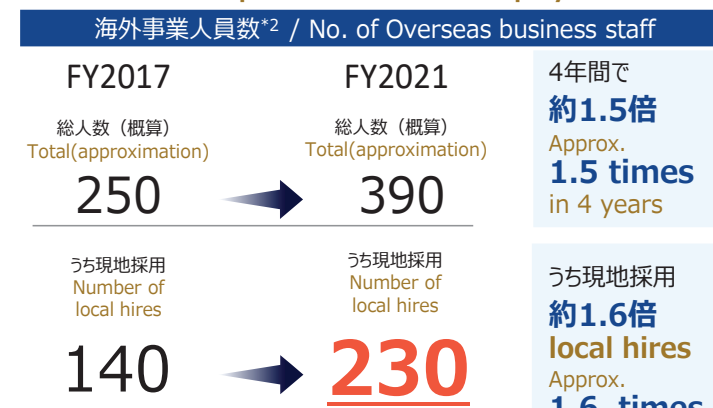 海外事業人員数*2 / No. of Overseas business staff
FY2017
総人数（概算）
Total(approximation)
250
FY2021
総人数（概算）
Total(approximation)
390
4年間で
約1.5倍
Approx.
1.5 times
in 4 years
うち現地採用
Number of
local hires
140
うち現地採用
Number of
local hires
230
うち現地採用
約1.6倍
local hires
Approx.
1.6 times